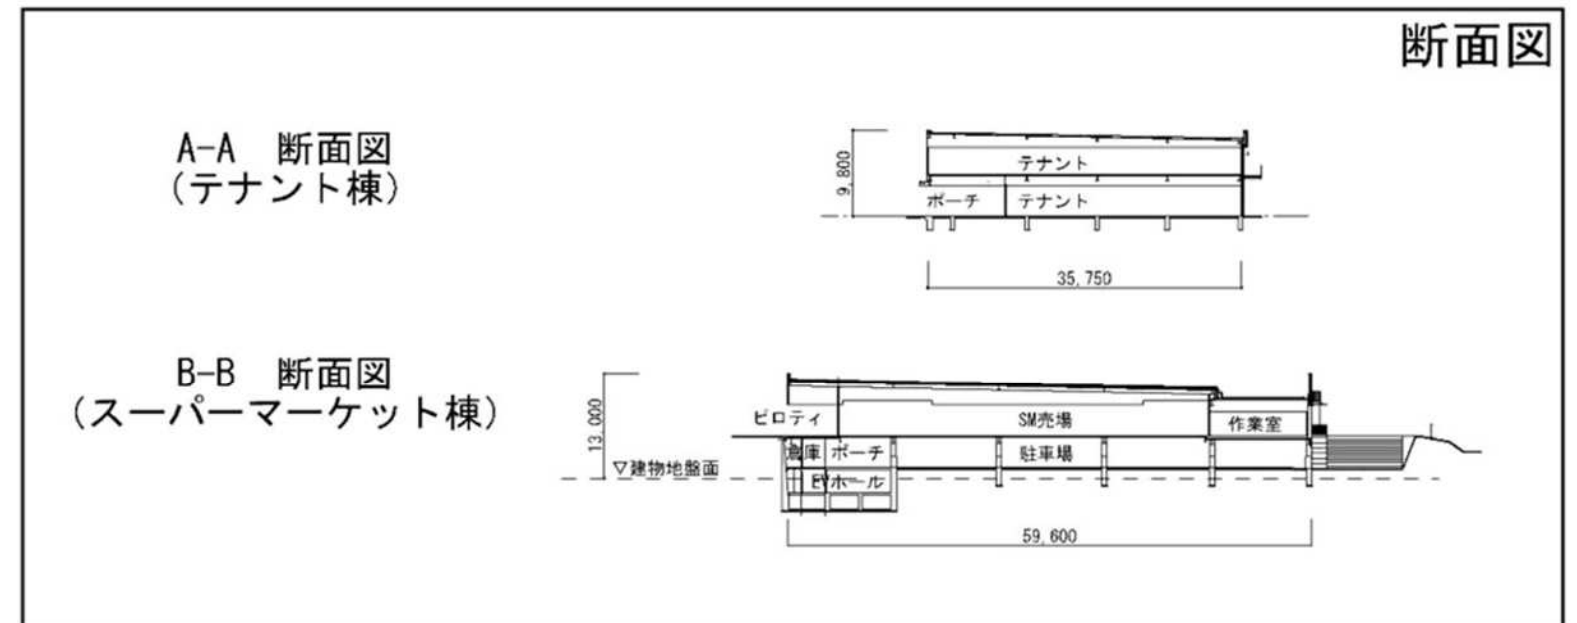 断面図
A-A 断面図
(テナント棟)
9,800
テナント
ポーチ
テナント
35,750
B-B 断面図
(スーパーマーケット棟)
13,000
▽建物地盤面
ピロティ
SM売場
作業室
倉庫
ポーチ
駐車場
EVホール
59,600